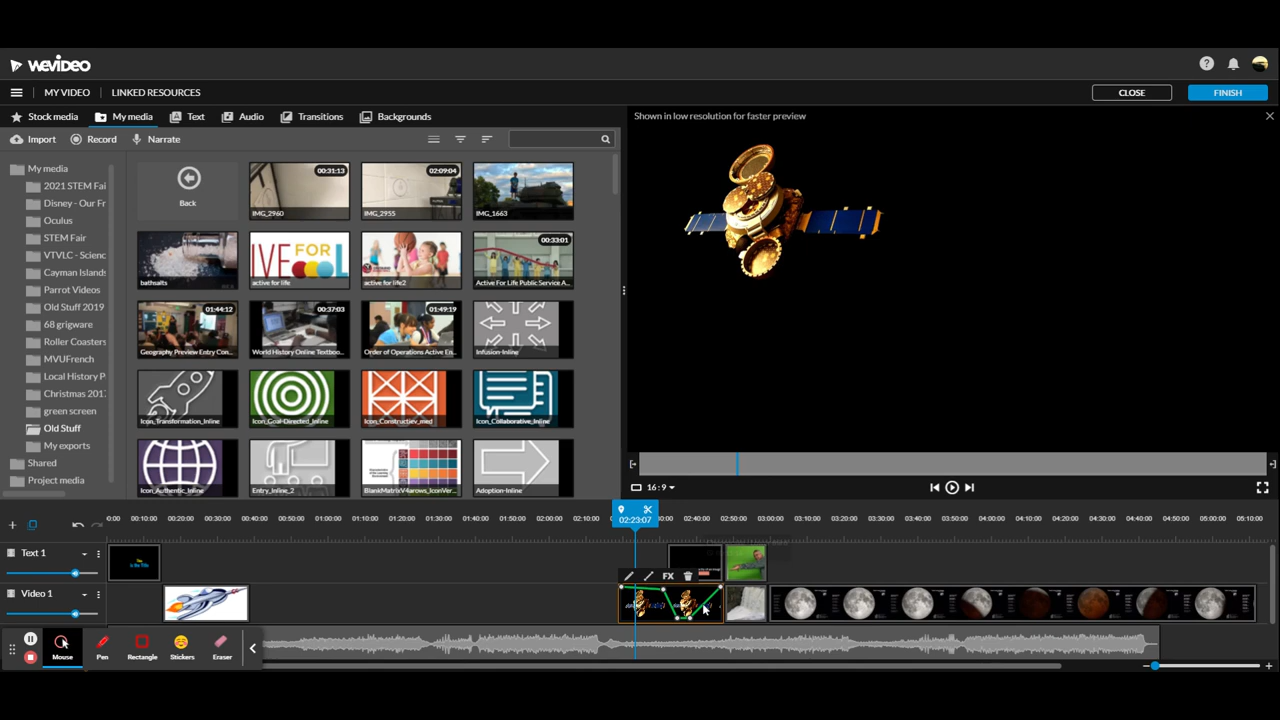 WEVIDEO
MY VIDEO LINKED RESOURCES CLOSE FINISH
Stock media My media Text Audio Transitions Backgrounds
Shown in low resolution for faster preview
Import Record Narrate
My media
2021 STEM Fai
Disney - Our Fr
Oculus
STEM Fair
VTVLC - Scienc
Cayman Islands
Parrot Videos
Old Stuff 2019
68 grigware
Roller Coasters
MVUFrench
Local History P
Christmas 2017
green screen
Old Stuff
My exports
Shared
Project media
Back
00:31:13
IMG_2960
02:09:04
IMG_2955
IMG_1663
bathsalts
IVE FOR
active for life
active for life2
00:33:01
Active For Life Public Service A...
01:44:12
Geography Preview Entry Con...
00:37:03
World History Online Textboo...
01:49:19
Order of Operations Active En...
Infusion-Inline
Icon_Transformation_Inline
Icon_Goal-Directed_Inline
Icon_Constructiev_med
Icon_Collaborative_Inline
Icon_Authentic_Inline
Entry_Inline_2
BlankMatrixV4arows_IconVer...
Adoption-Inline
16:9
0:00 00:10:00 00:20:00 00:30:00 00:40:00 00:50:00 01:00:00 01:10:00 01:20:00 01:30:00 01:40:00 01:50:00 02:00:00 02:10:00 02:23:07 02:40:00 02:50:00 03:00:00 03:10:00 03:20:00 03:30:00 03:40:00 03:50:00 04:00:00 04:10:00 04:20:00 04:30:00 04:40:00 04:50:00 05:00:00 05:10:00
Text 1
FX
Video 1
Mouse Pen Rectangle Stickers Eraser